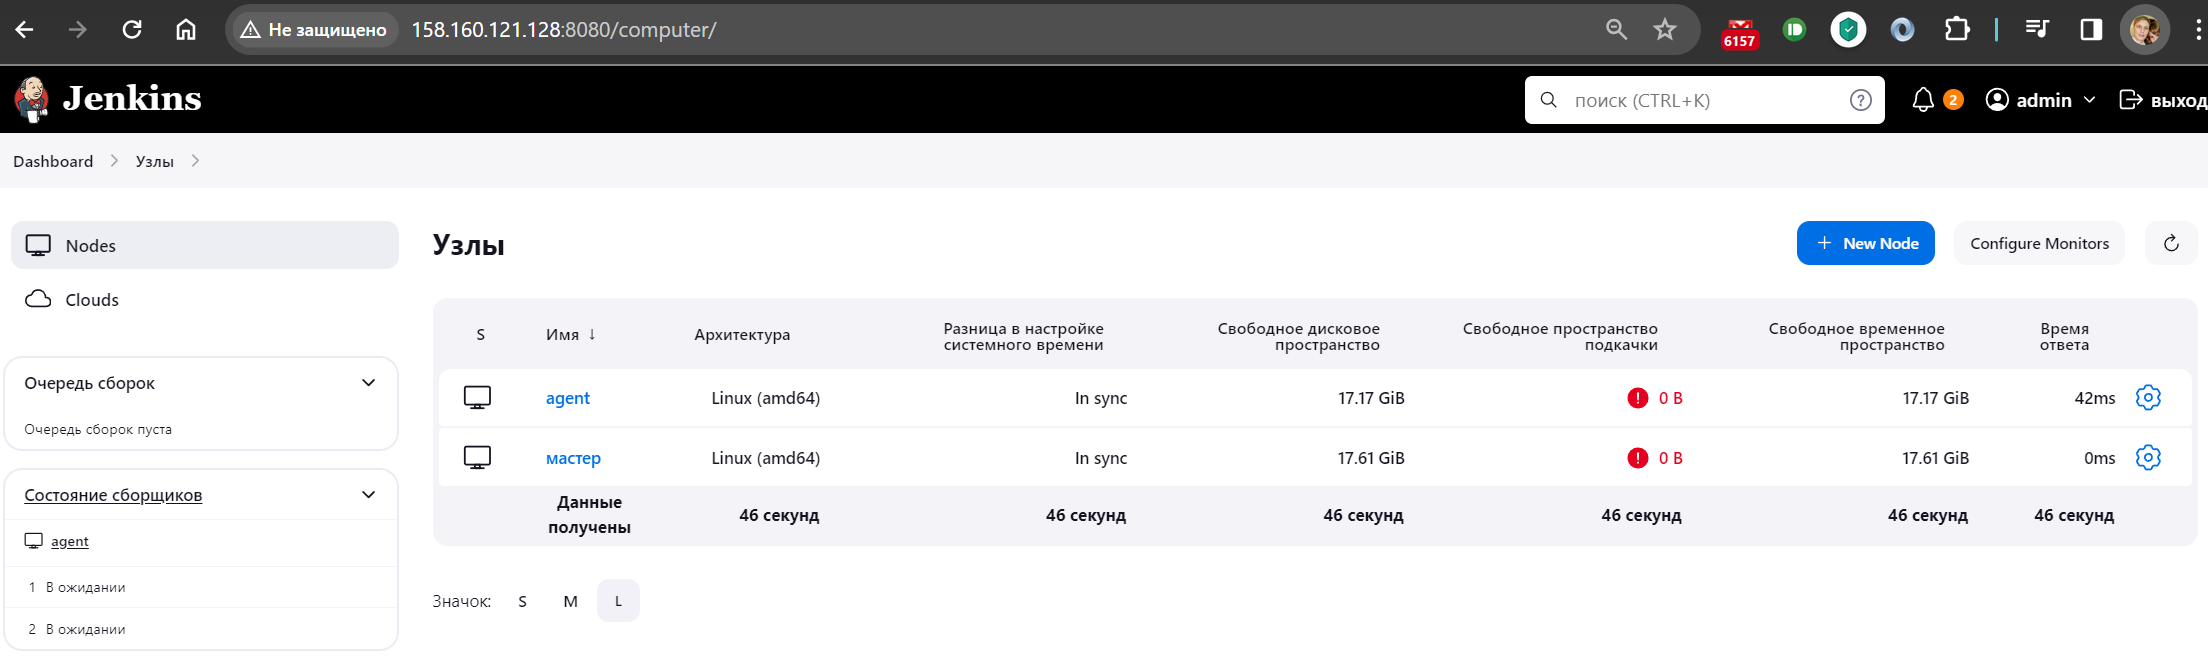 Не защищено 158.160.121.128:8080/computer/
6157
Jenkins
поиск (CTRL+K)
2
admin
выход
Dashboard
Узлы
Nodes
Clouds
Очередь сборок
Очередь сборок пуста
Состояние сборщиков
agent
1 В ожидании
2 В ожидании
Узлы
+ New Node
Configure Monitors
S Имя ↓ Архитектура Разница в настройке системного времени Свободное дисковое пространство Свободное пространство подкачки Свободное временное пространство Время ответа
agent Linux (amd64) In sync 17.17 GiB 0 B 17.17 GiB 42ms
мастер Linux (amd64) In sync 17.61 GiB 0 B 17.61 GiB 0ms
Данные получены 46 секунд 46 секунд 46 секунд 46 секунд 46 секунд 46 секунд
Значок: S M L